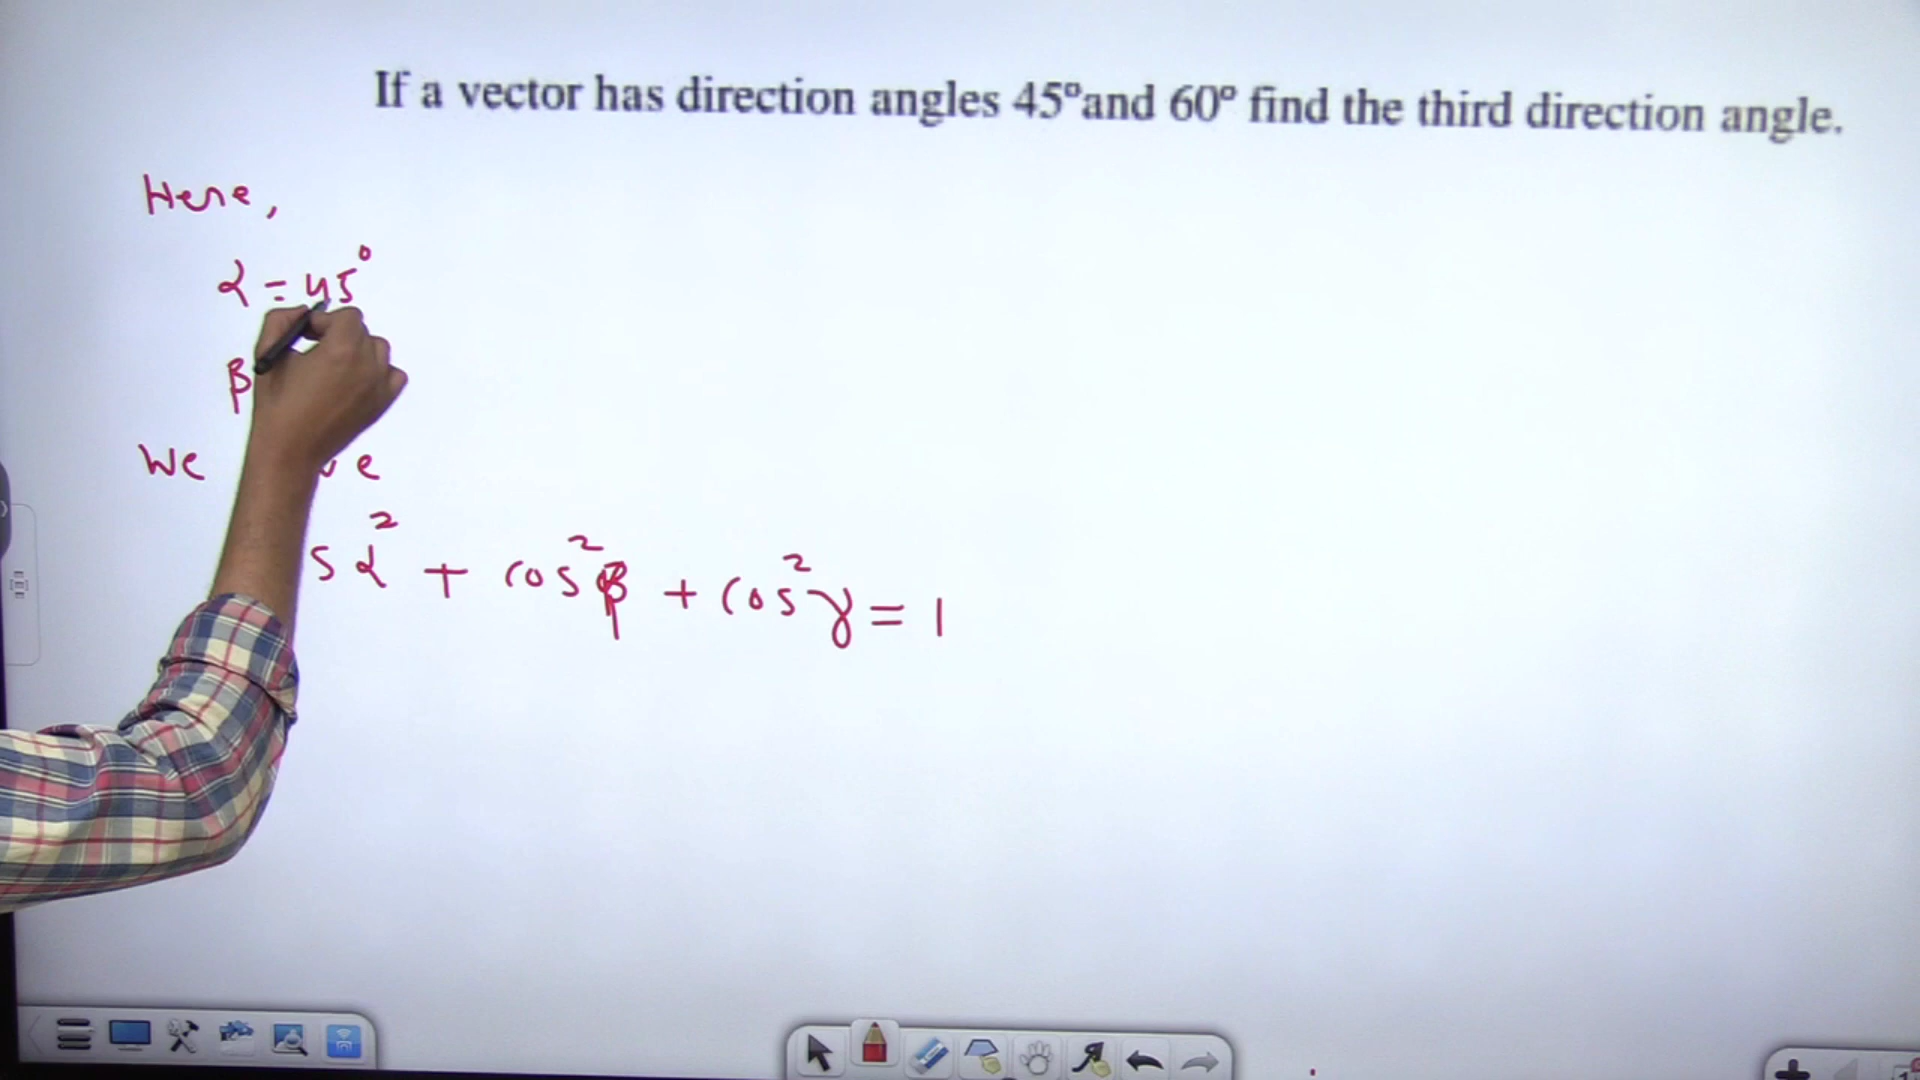 If a vector has direction angles 45° and 60° find the third direction angle.
Here,
α = 45°
β
We
s α² + cos²β + cos²γ = 1